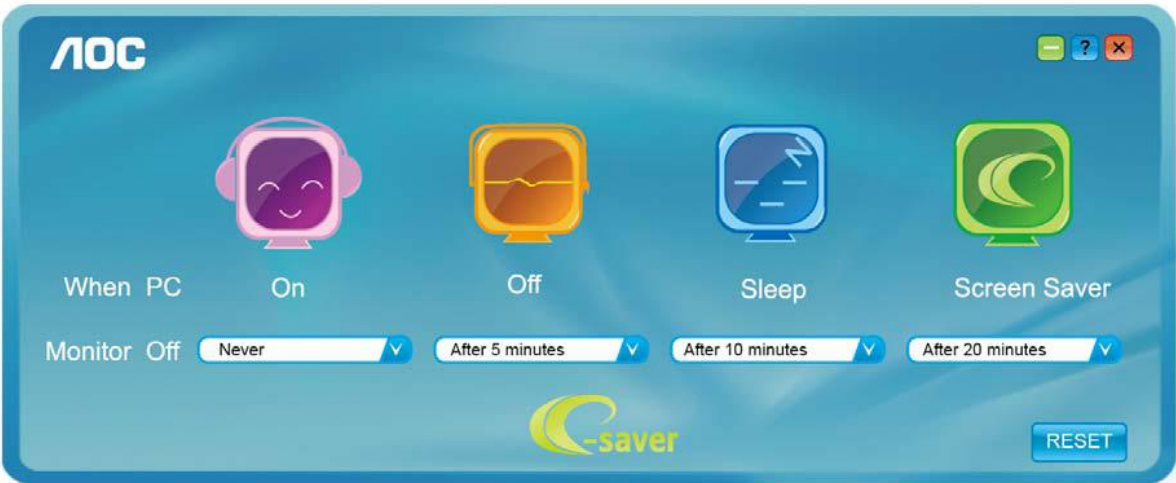 AOC
?
When PC On Off Sleep Screen Saver
Monitor Off Never After 5 minutes After 10 minutes After 20 minutes
e-saver
RESET